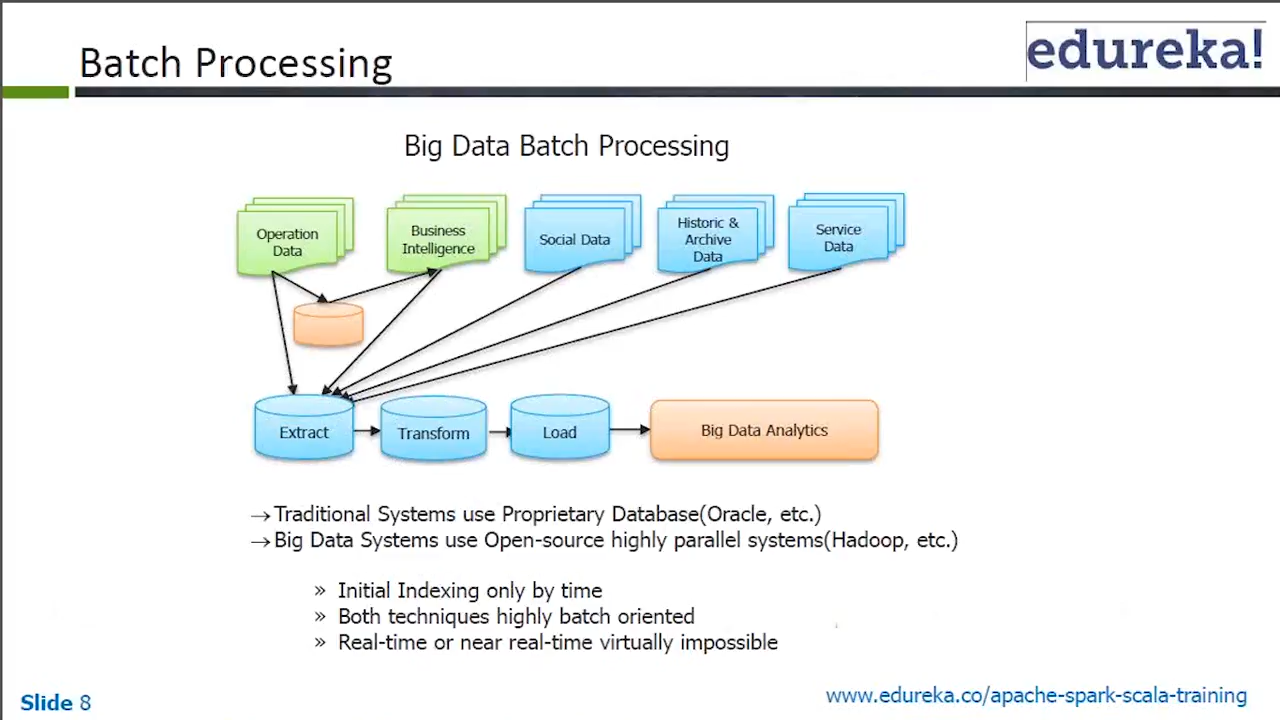 Batch Processing
edureka!
Big Data Batch Processing
Operation
Data
Business
Intelligence
Social Data
Historic &
Archive
Data
Service
Data
Extract
Transform
Load
Big Data Analytics
→Traditional Systems use Proprietary Database(Oracle, etc.)
→Big Data Systems use Open-source highly parallel systems(Hadoop, etc.)
» Initial Indexing only by time
» Both techniques highly batch oriented
» Real-time or near real-time virtually impossible
Slide 8
www.edureka.co/apache-spark-scala-training